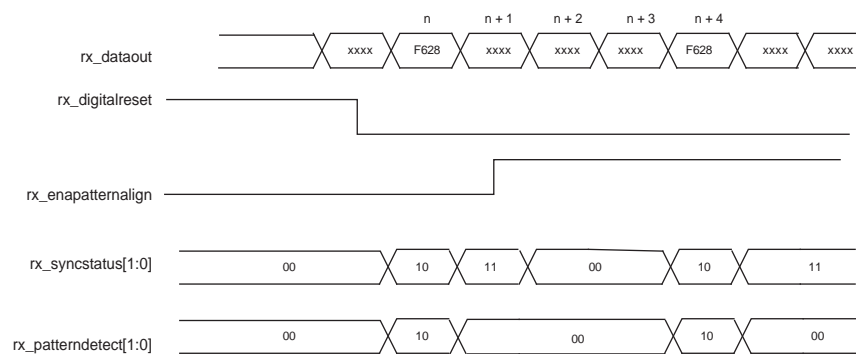 n n + 1 n + 2 n + 3 n + 4
rx_dataout xxxx F628 xxxx xxxx xxxx F628 xxxx xxxx
rx_digitalreset
rx_enapatternalign
rx_syncstatus[1:0] 00 10 11 00 10 11
rx_patterndetect[1:0] 00 10 00 10 00